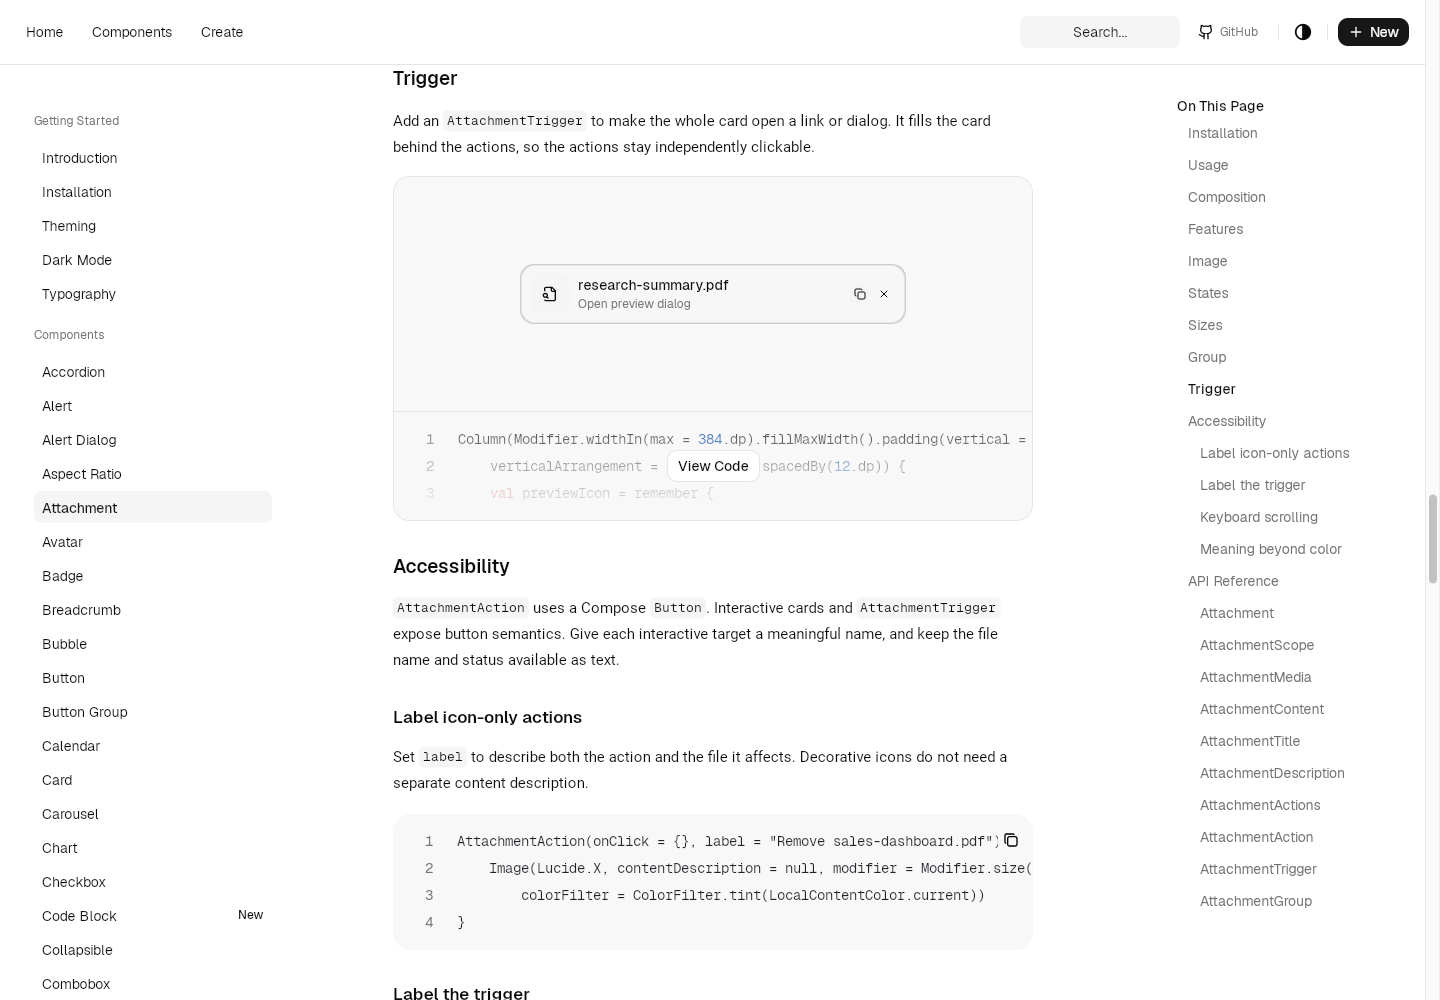 Home
Components
Create
Search...
GitHub
New
Getting Started
Introduction
Installation
Theming
Dark Mode
Typography
Components
Accordion
Alert
Alert Dialog
Aspect Ratio
Attachment
Avatar
Badge
Breadcrumb
Bubble
Button
Button Group
Calendar
Card
Carousel
Chart
Checkbox
Code Block New
Collapsible
Combobox
Trigger
Add an AttachmentTrigger to make the whole card open a link or dialog. It fills the card
behind the actions, so the actions stay independently clickable.
research-summary.pdf
Open preview dialog
1 Column(Modifier.widthIn(max = 384.dp).fillMaxWidth().padding(vertical =
2 verticalArrangement = spacedBy(12.dp)) {
View Code
3 val previewIcon = remember {
Accessibility
AttachmentAction uses a Compose Button. Interactive cards and AttachmentTrigger
expose button semantics. Give each interactive target a meaningful name, and keep the file
name and status available as text.
Label icon-only actions
Set label to describe both the action and the file it affects. Decorative icons do not need a
separate content description.
1 AttachmentAction(onClick = {}, label = "Remove sales-dashboard.pdf")
2 Image(Lucide.X, contentDescription = null, modifier = Modifier.size(
3 colorFilter = ColorFilter.tint(LocalContentColor.current))
4 }
Label the trigger
On This Page
Installation
Usage
Composition
Features
Image
States
Sizes
Group
Trigger
Accessibility
Label icon-only actions
Label the trigger
Keyboard scrolling
Meaning beyond color
API Reference
Attachment
AttachmentScope
AttachmentMedia
AttachmentContent
AttachmentTitle
AttachmentDescription
AttachmentActions
AttachmentAction
AttachmentTrigger
AttachmentGroup